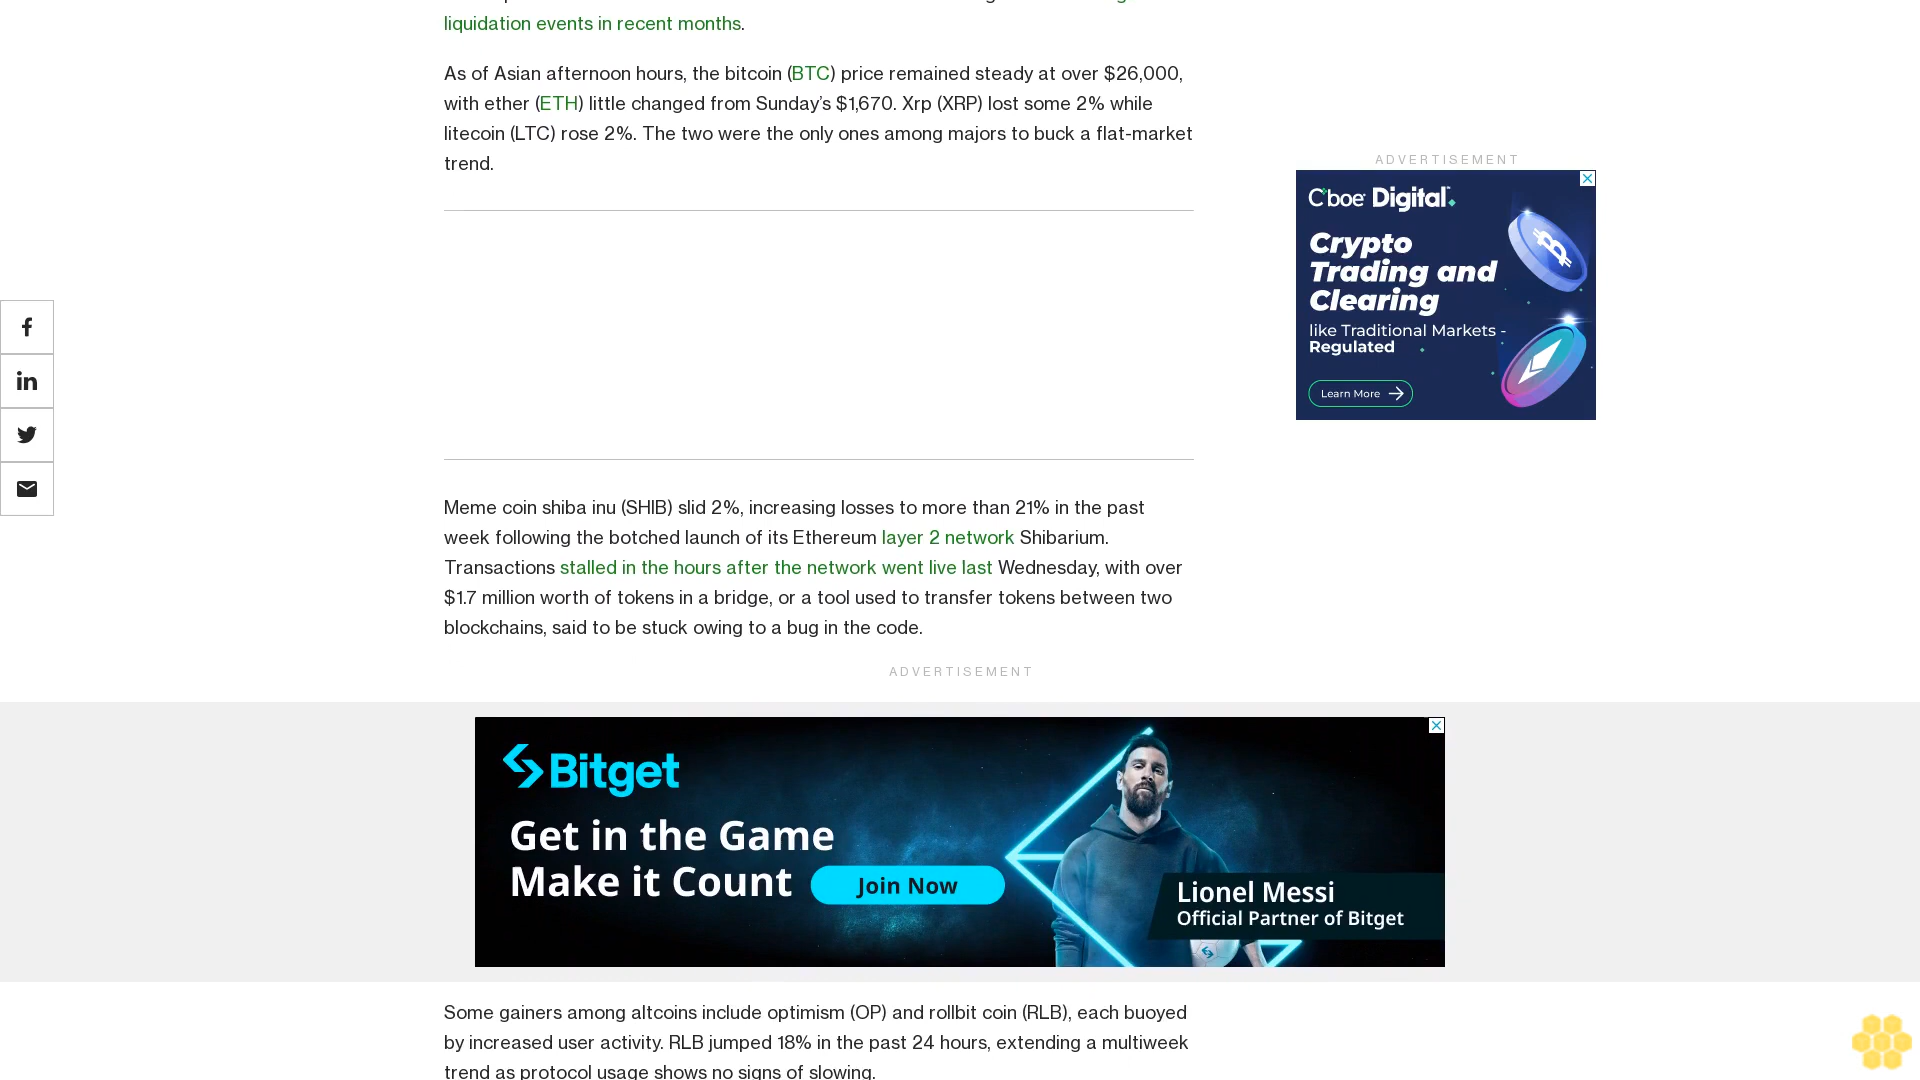 liquidation events in recent months.
As of Asian afternoon hours, the bitcoin (BTC) price remained steady at over $26,000,
with ether (ETH) little changed from Sunday’s $1,670. Xrp (XRP) lost some 2% while
litecoin (LTC) rose 2%. The two were the only ones among majors to buck a flat-market
trend.
ADVERTISEMENT
Cboe Digital
Crypto
Trading and
Clearing
like Traditional Markets -
Regulated
Learn More
Meme coin shiba inu (SHIB) slid 2%, increasing losses to more than 21% in the past
week following the botched launch of its Ethereum layer 2 network Shibarium.
Transactions stalled in the hours after the network went live last Wednesday, with over
$1.7 million worth of tokens in a bridge, or a tool used to transfer tokens between two
blockchains, said to be stuck owing to a bug in the code.
ADVERTISEMENT
Bitget
Get in the Game
Make it Count
Join Now
Lionel Messi
Official Partner of Bitget
Some gainers among altcoins include optimism (OP) and rollbit coin (RLB), each buoyed
by increased user activity. RLB jumped 18% in the past 24 hours, extending a multiweek
trend as protocol usage shows no signs of slowing.